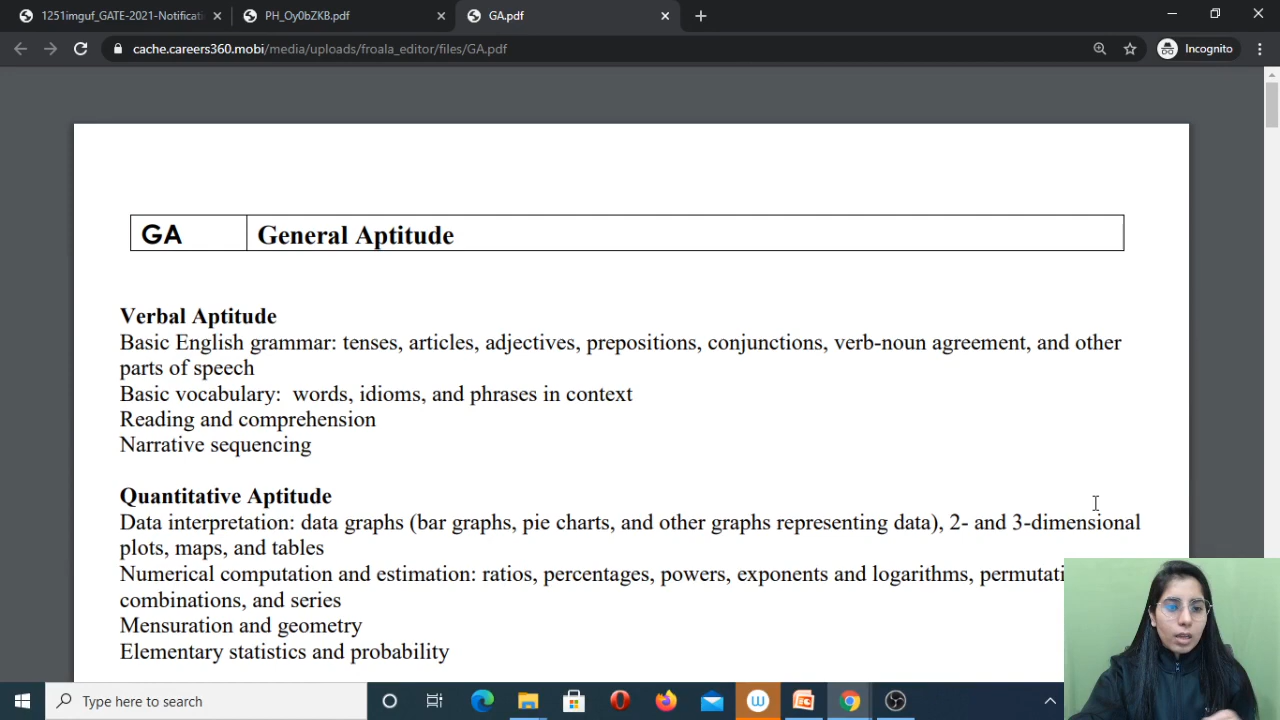 1251imguf_GATE-2021-Notificati
PH_Oy0bZKB.pdf
GA.pdf
cache.careers360.mobi/media/uploads/froala_editor/files/GA.pdf
Incognito
GA
General Aptitude
Verbal Aptitude
Basic English grammar: tenses, articles, adjectives, prepositions, conjunctions, verb-noun agreement, and other
parts of speech
Basic vocabulary: words, idioms, and phrases in context
Reading and comprehension
Narrative sequencing
Quantitative Aptitude
Data interpretation: data graphs (bar graphs, pie charts, and other graphs representing data), 2- and 3-dimensional
plots, maps, and tables
Numerical computation and estimation: ratios, percentages, powers, exponents and logarithms, permutati
combinations, and series
Mensuration and geometry
Elementary statistics and probability
Type here to search